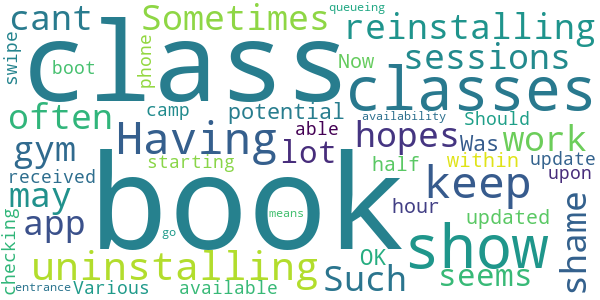 queueing
cant Sometimes reinstalling
swipe class phone Now sessions
boot classes
often camp potential availability Should
Having able hopes Was work
gym lot
starting half within update
received book hour keep upon
may
app updated shame
checking uninstalling means show
go OK seems
entrance Various available Such